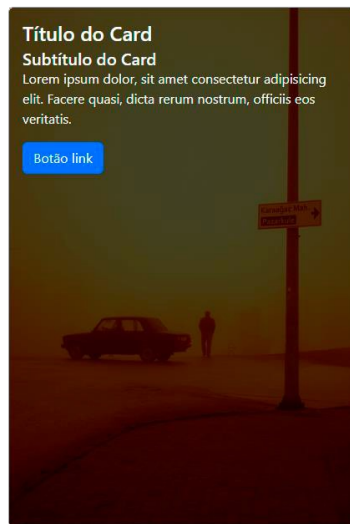 Título do Card
Subtítulo do Card
Lorem ipsum dolor, sit amet consectetur adipisicing
elit. Facere quasi, dicta rerum nostrum, officiis eos
veritatis.
Botão link